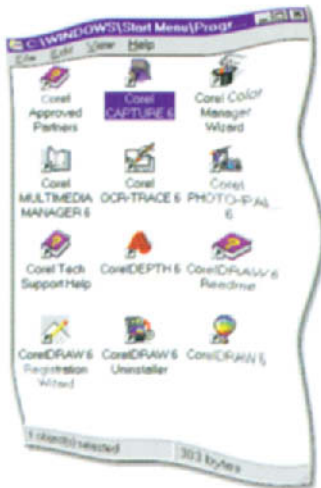 C:\WINDOWS\Start Menu\Progr...
File Edit View Help
Corel Approved Partners
Corel CAPTURE 6
Corel Color Manager Wizard
Corel MULTIMEDIA MANAGER 6
Corel OCR-TRACE 6
Corel PHOTO-PAI... 6
Corel Tech Support Help
CorelDEPTH 6
CorelDRAW 6 Readme
CorelDRAW 6 Registration Wizard
CorelDRAW 6 Uninstaller
CorelDRAW 6
object(s) selected
303 bytes